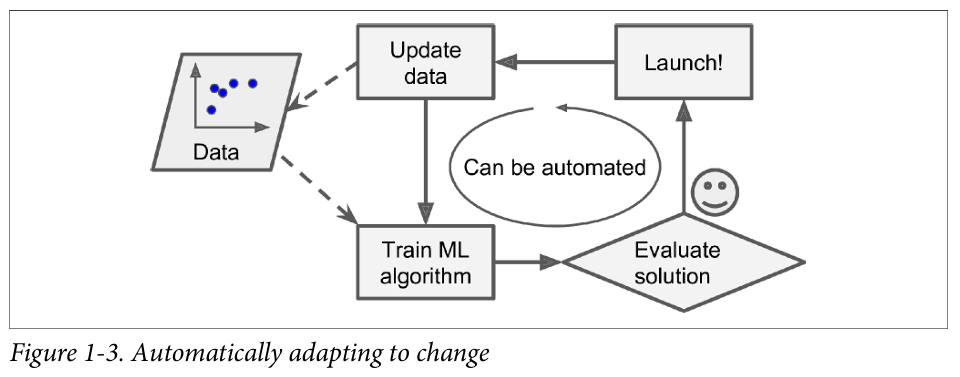 Update
data
Launch!
Data
Can be automated
Train ML
algorithm
Evaluate
solution
Figure 1-3. Automatically adapting to change